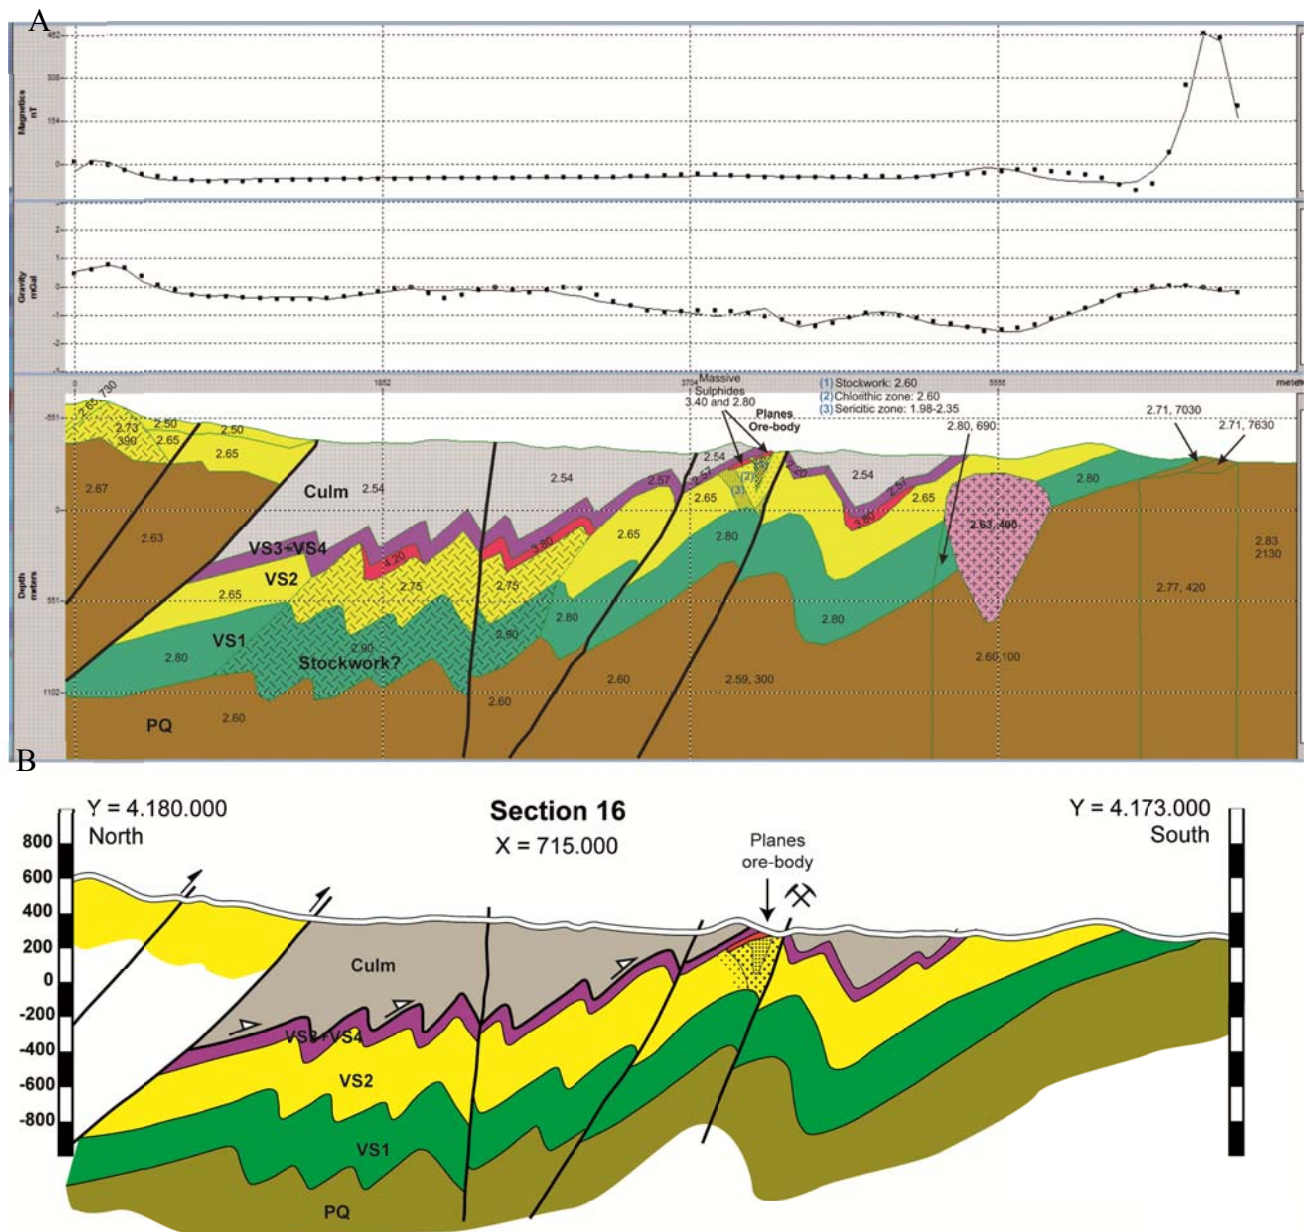 A
462
308
154
0
Magnetics
nT
2
1
0
-1
-2
Gravity
mGal
0
1852
3704
meters
Massive
Sulphides
3.40 and 2.80
Planes
Ore-body
(1) Stockwork: 2.60
(2) Chlorithic zone: 2.60
(3) Sericitic zone: 1.98-2.35
2.71, 7030
2.71, 7630
2.80, 690
-551
0
551
1102
Depth
meters
2.65, 730
2.73
390
2.50
2.50
2.65
2.65
2.67
2.63
2.54
Culm
2.54
2.54
2.54
2.57
2.57
2.57
VS3+VS4
VS2
2.65
4.20
3.80
2.75
2.75
2.65
2.65
(2)
(3)
2.80
3.80
2.65
2.63, 400
2.80
2.83
2130
2.77, 420
VS1
2.80
2.90
2.90
2.80
2.80
Stockwork?
2.60,100
2.60
2.59, 300
2.60
PQ
2.60
B
Y = 4.180.000
North
Section 16
X = 715.000
Y = 4.173.000
South
Planes
ore-body
800
600
400
200
0
-200
-400
-600
-800
Culm
VS3+VS4
VS2
VS1
PQ